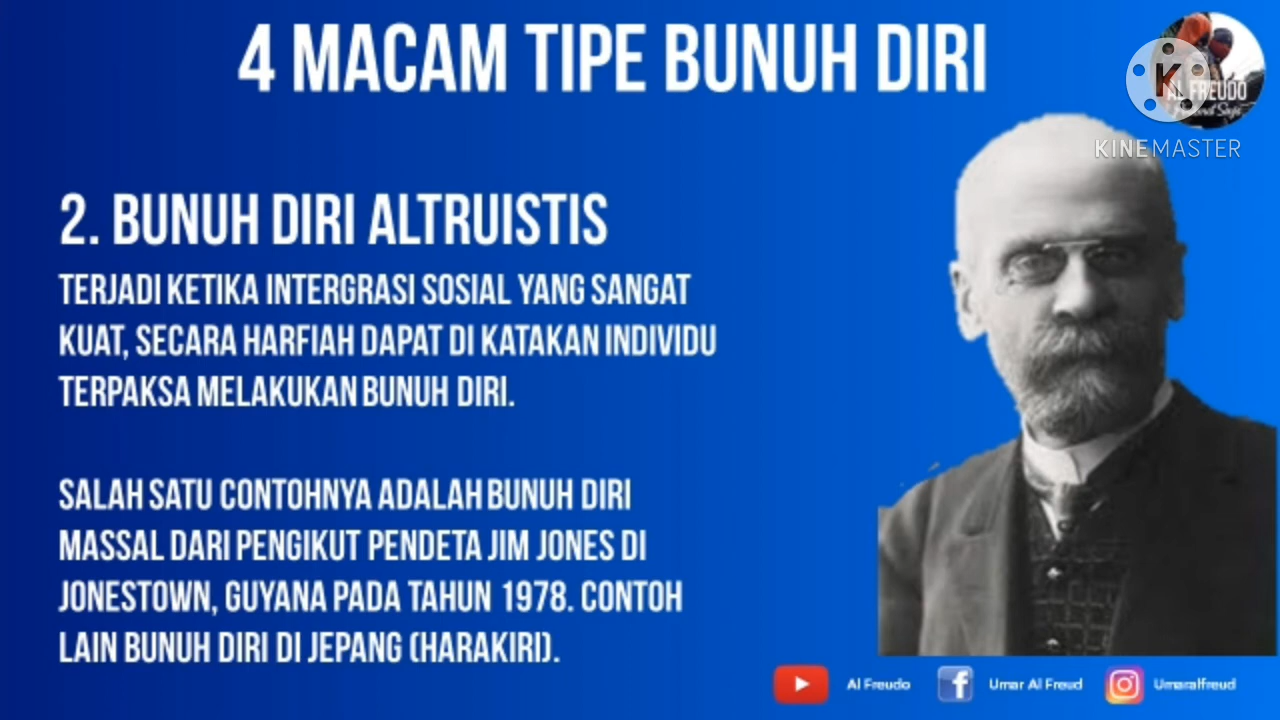 4 MACAM TIPE BUNUH DIRI
AL FREUDO
KINEMASTER
2. BUNUH DIRI ALTRUISTIS
TERJADI KETIKA INTERGRASI SOSIAL YANG SANGAT
KUAT, SECARA HARFIAH DAPAT DI KATAKAN INDIVIDU
TERPAKSA MELAKUKAN BUNUH DIRI.
SALAH SATU CONTOHNYA ADALAH BUNUH DIRI
MASSAL DARI PENGIKUT PENDETA JIM JONES DI
JONESTOWN, GUYANA PADA TAHUN 1978. CONTOH
LAIN BUNUH DIRI DI JEPANG (HARAKIRI).
Al Freudo
Umar Al Freud
Umaralfreud